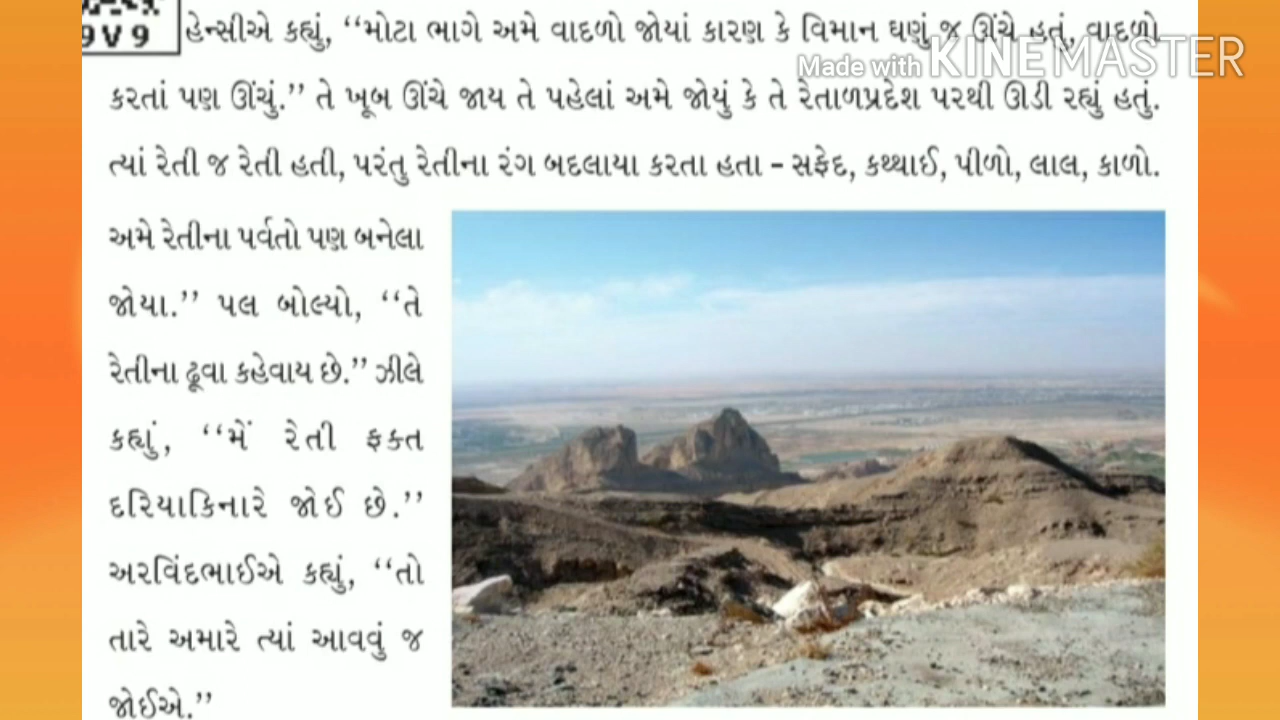 9V9
હેન્સીએ કહ્યું, “મોટા ભાગે અમે વાદળો જોયાં કારણ કે વિમાન ઘણું જ ઊંચે હતું, વાદળો
Made with KINEMASTER
કરતાં પણ ઊંચું.” તે ખૂબ ઊંચે જાય તે પહેલાં અમે જોયું કે તે રેતાળપ્રદેશ પરથી ઊડી રહ્યું હતું.
ત્યાં રેતી જ રેતી હતી, પરંતુ રેતીના રંગ બદલાયા કરતા હતા – સફેદ, કથ્થાઈ, પીળો, લાલ, કાળો.
અમે રેતીના પર્વતો પણ બનેલા
જોયા.” પલ બોલ્યો, “તે
રેતીના ઢૂવા કહેવાય છે.” ઝીલે
કહ્યું, “મેં રેતી ફક્ત
દરિયાકિનારે જોઈ છે.”
અરવિંદભાઈએ કહ્યું, “તો
તારે અમારે ત્યાં આવવું જ
જોઈએ.”